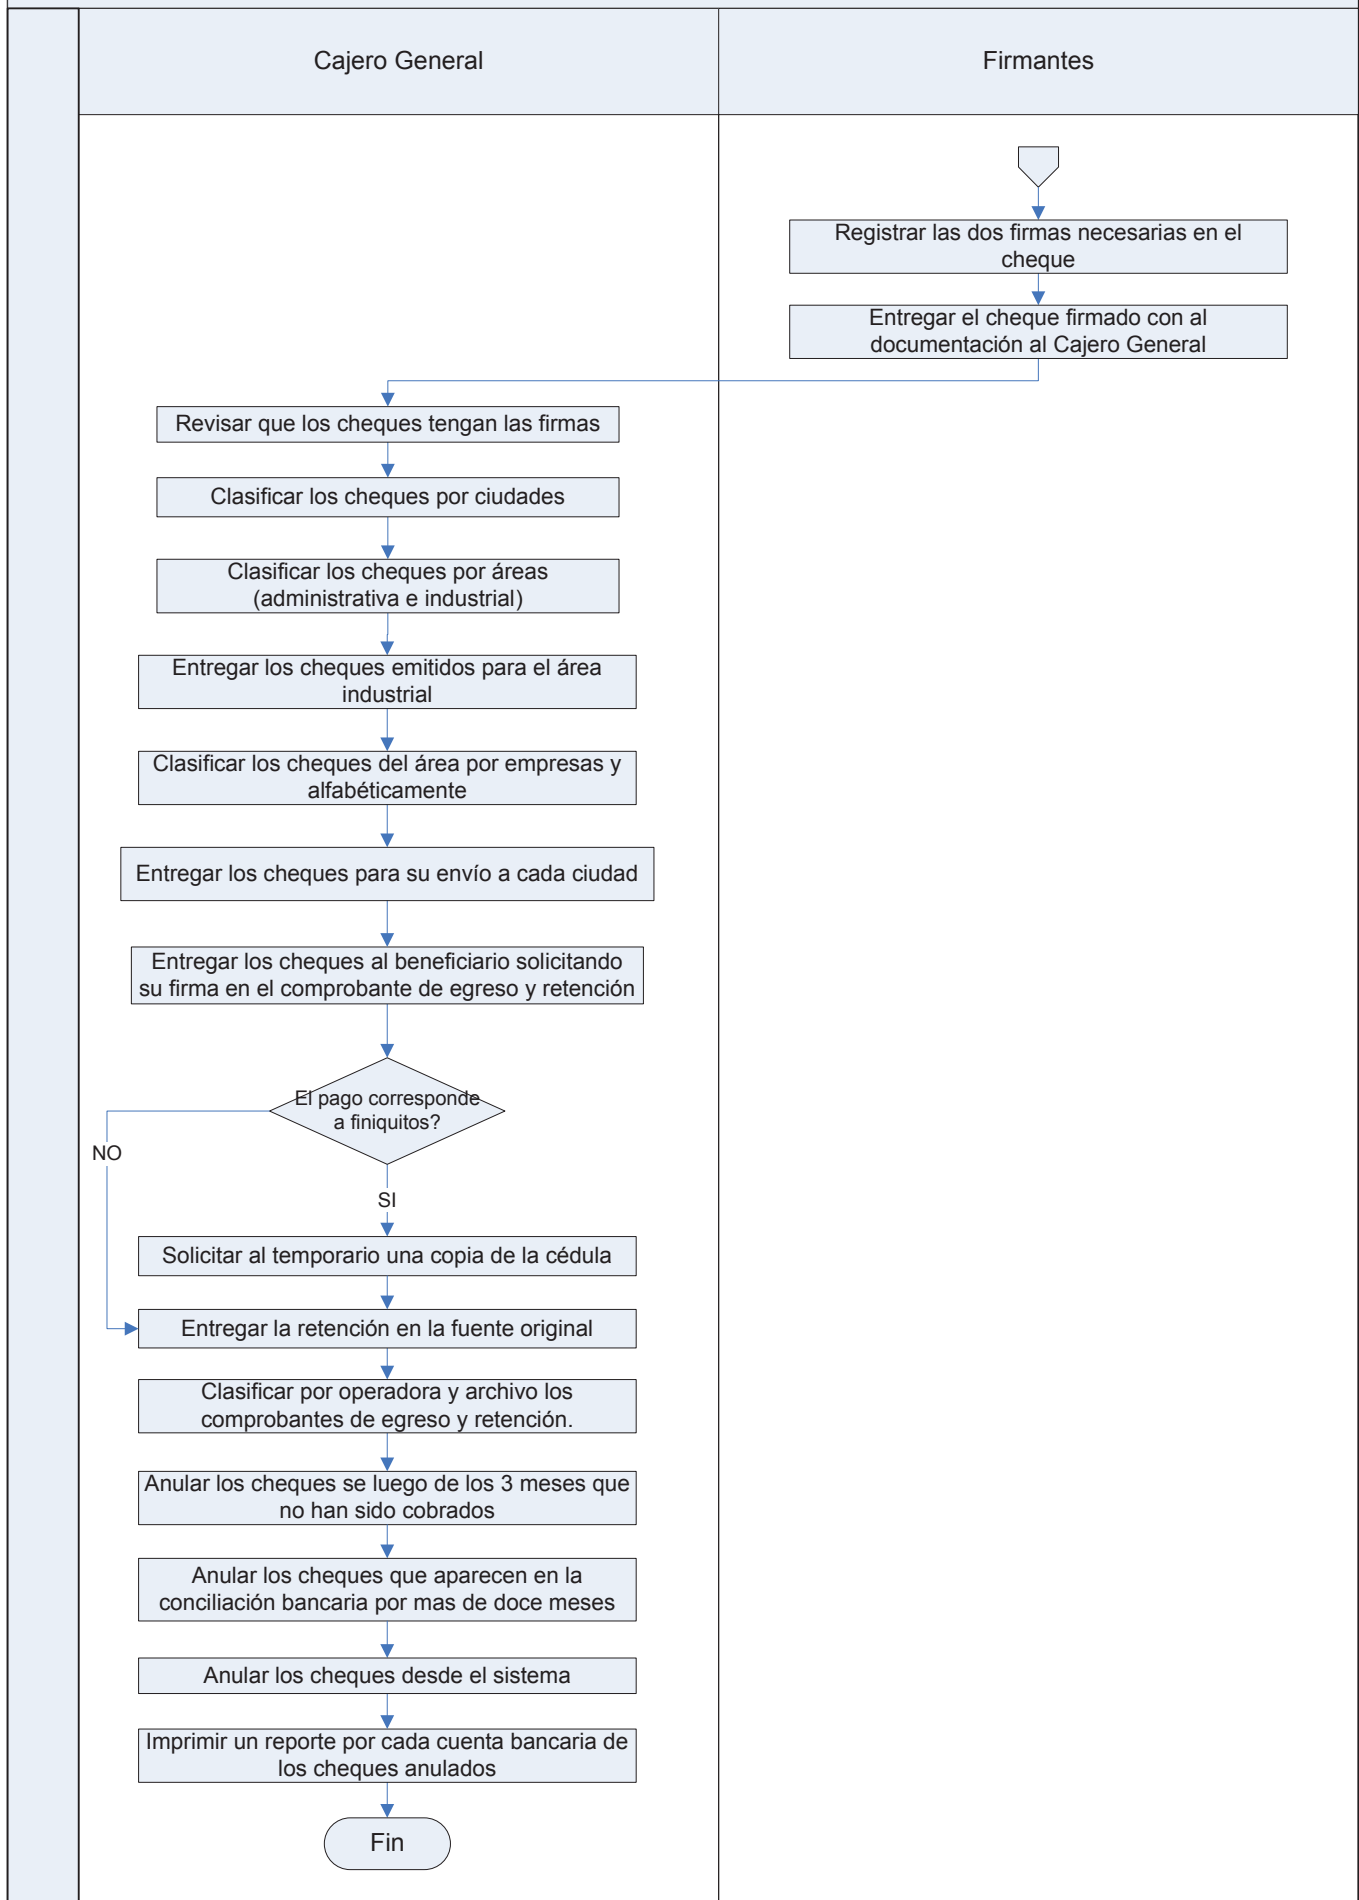 Cajero General
Firmantes
Registrar las dos firmas necesarias en el
cheque
Entregar el cheque firmado con al
documentación al Cajero General
Revisar que los cheques tengan las firmas
Clasificar los cheques por ciudades
Clasificar los cheques por áreas
(administrativa e industrial)
Entregar los cheques emitidos para el área
industrial
Clasificar los cheques del área por empresas y
alfabéticamente
Entregar los cheques para su envío a cada ciudad
Entregar los cheques al beneficiario solicitando
su firma en el comprobante de egreso y retención
El pago corresponde
a finiquitos?
NO
SI
Solicitar al temporario una copia de la cédula
Entregar la retención en la fuente original
Clasificar por operadora y archivo los
comprobantes de egreso y retención.
Anular los cheques se luego de los 3 meses que
no han sido cobrados
Anular los cheques que aparecen en la
conciliación bancaria por mas de doce meses
Anular los cheques desde el sistema
Imprimir un reporte por cada cuenta bancaria de
los cheques anulados
Fin